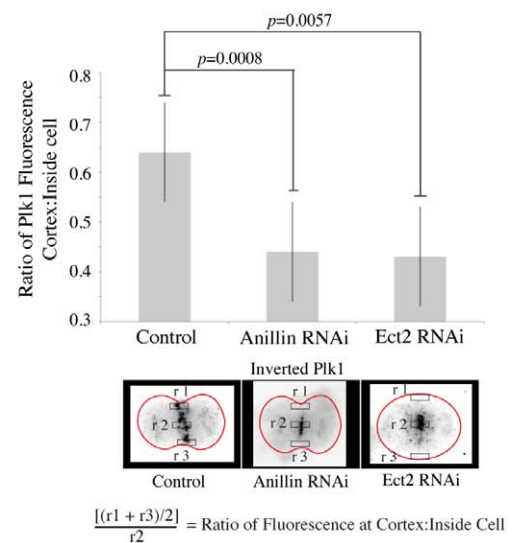 p=0.0057
p=0.0008
Ratio of Plk1 Fluorescence
Cortex:Inside cell
0.8
0.7
0.6
0.5
0.4
0.3
Control
Anillin RNAi
Ect2 RNAi
Inverted Plk1
r 1
r 2
r 3
r 1
r 2
r 3
r 1
r 2
r 3
Control
Anillin RNAi
Ect2 RNAi
[(r1 + r3)/2]
r2
= Ratio of Fluorescence at Cortex:Inside Cell